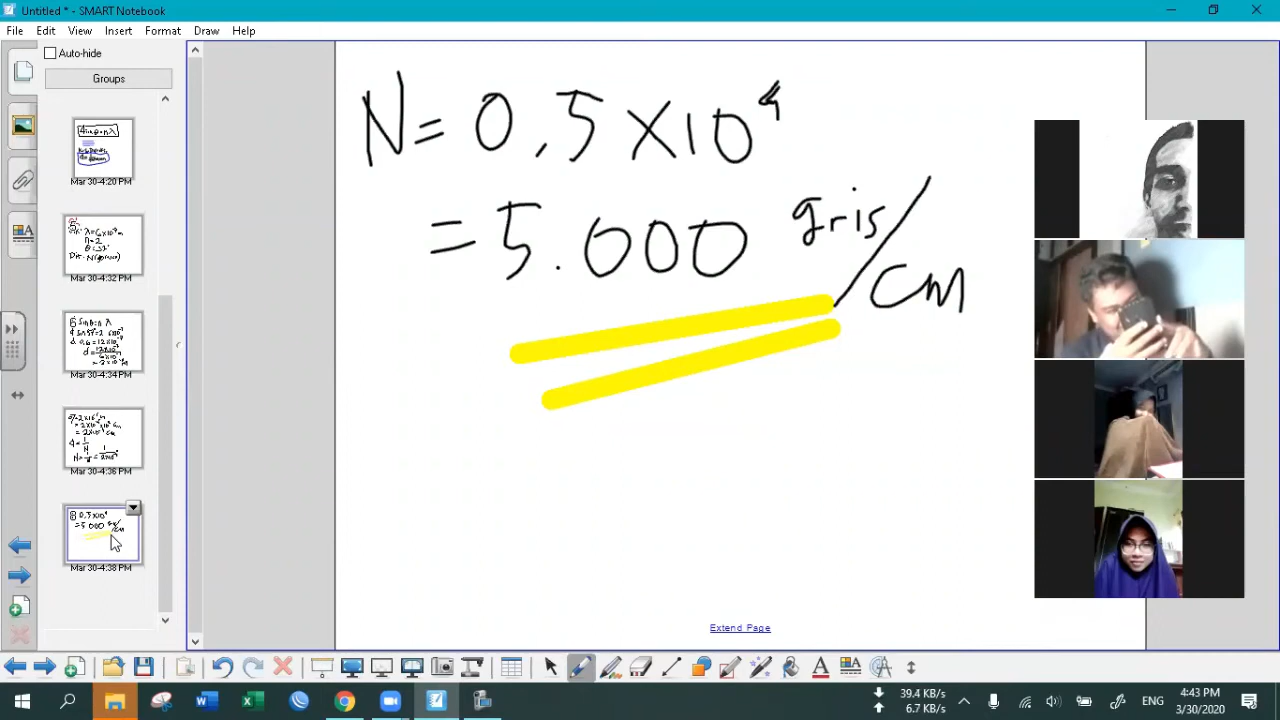 Untitled * - SMART Notebook
File Edit View Insert Format Draw Help
Auto-hide
Groups
Mar 30-4:20 PM
Mar 30-4:32 PM
Mar 30-4:34 PM
Mar 30-4:36 PM
Mar 30-4:38 PM
N = 0,5 X 10⁴
= 5.000 gris/cm
Extend Page
39.4 KB/s
6.7 KB/s
ENG
4:43 PM
3/30/2020